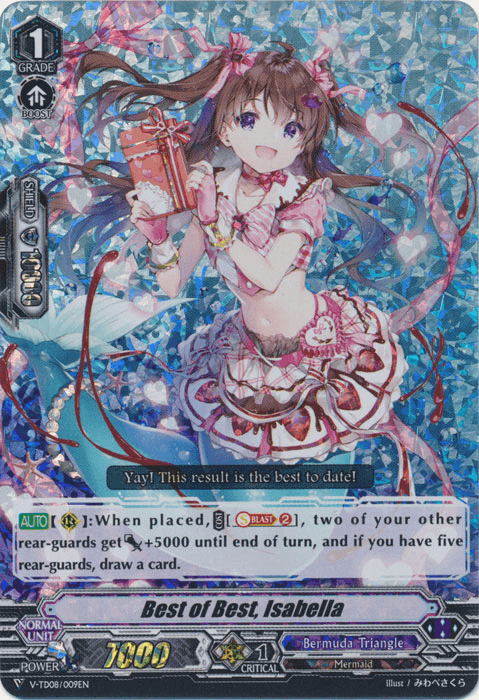 1
GRADE
BOOST
SHIELD
10000
Yay! This result is the best to date!
AUTO[R]:When placed, COST[S BLAST 2], two of your other
rear-guards get +5000 until end of turn, and if you have five
rear-guards, draw a card.
Best of Best, Isabella
NORMAL
UNIT
POWER 7000
1
CRITICAL
Bermuda Triangle
Mermaid
V-TD08/009EN
illust / みわべさくら